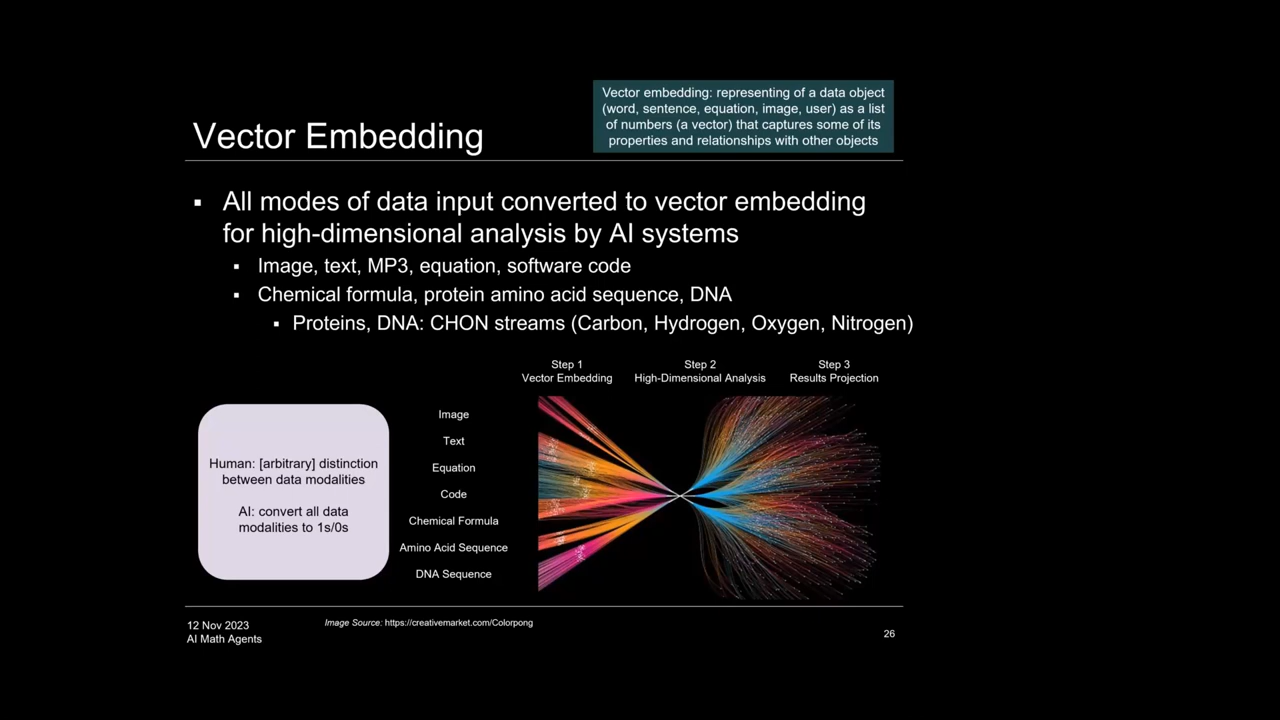 Vector embedding: representing of a data object
(word, sentence, equation, image, user) as a list
of numbers (a vector) that captures some of its
properties and relationships with other objects
Vector Embedding
▪ All modes of data input converted to vector embedding
for high-dimensional analysis by AI systems
▪ Image, text, MP3, equation, software code
▪ Chemical formula, protein amino acid sequence, DNA
▪ Proteins, DNA: CHON streams (Carbon, Hydrogen, Oxygen, Nitrogen)
Step 1
Vector Embedding
Step 2
High-Dimensional Analysis
Step 3
Results Projection
Human: [arbitrary] distinction
between data modalities
AI: convert all data
modalities to 1s/0s
Image
Text
Equation
Code
Chemical Formula
Amino Acid Sequence
DNA Sequence
12 Nov 2023
AI Math Agents
Image Source: https://creativemarket.com/Colorpong
26